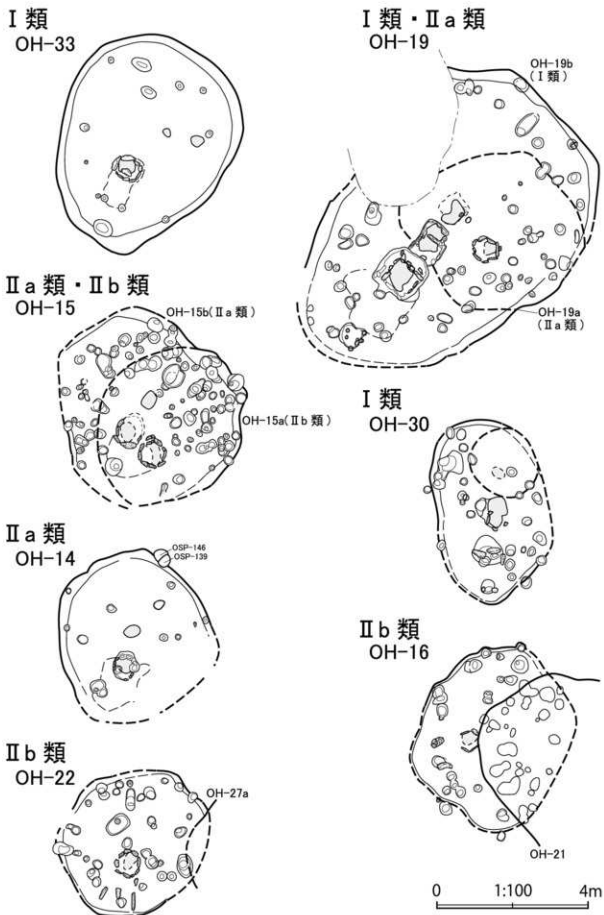 Ⅰ類
OH-33
Ⅰ類・Ⅱa類
OH-19
OH-19b
(Ⅰ類)
OH-19a
(Ⅱa類)
Ⅱa類・Ⅱb類
OH-15
OH-15b(Ⅱa類)
OH-15a(Ⅱb類)
Ⅰ類
OH-30
Ⅱa類
OH-14
OSP-146
OSP-139
Ⅱb類
OH-16
OH-21
Ⅱb類
OH-22
OH-27a
0 1:100 4m